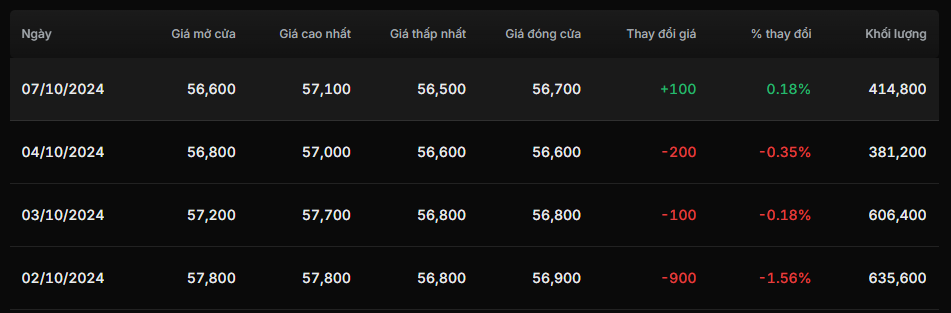 Ngày Giá mở cửa Giá cao nhất Giá thấp nhất Giá đóng cửa Thay đổi giá % thay đổi Khối lượng
07/10/2024 56,600 57,100 56,500 56,700 +100 0.18% 414,800
04/10/2024 56,800 57,000 56,600 56,600 -200 -0.35% 381,200
03/10/2024 57,200 57,700 56,800 56,800 -100 -0.18% 606,400
02/10/2024 57,800 57,800 56,800 56,900 -900 -1.56% 635,600